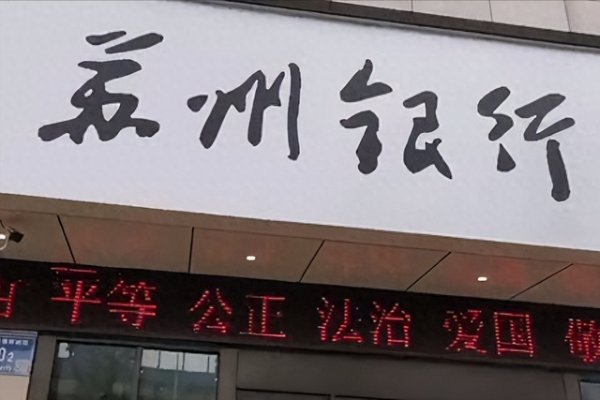 苏州银行
平等 公正 法治 爱国